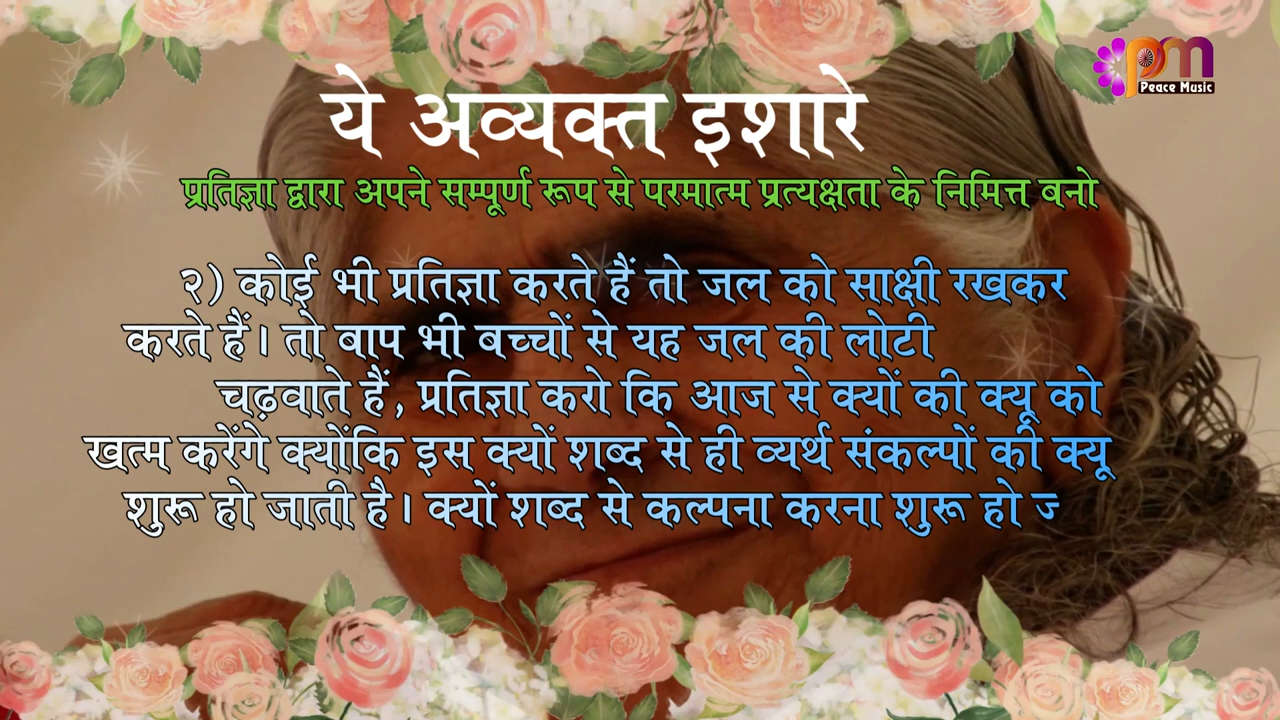 pm
Peace Music
ये अव्यक्त इशारे
प्रतिज्ञा द्वारा अपने सम्पूर्ण रूप से परमात्म प्रत्यक्षता के निमित्त बनो
२) कोई भी प्रतिज्ञा करते हैं तो जल को साक्षी रखकर
करते हैं। तो बाप भी बच्चों से यह जल की लोटी
चढ़वाते हैं, प्रतिज्ञा करो कि आज से क्यों की क्यू को
खत्म करेंगे क्योंकि इस क्यों शब्द से ही व्यर्थ संकल्पों की क्यू
शुरू हो जाती है। क्यों शब्द से कल्पना करना शुरू हो